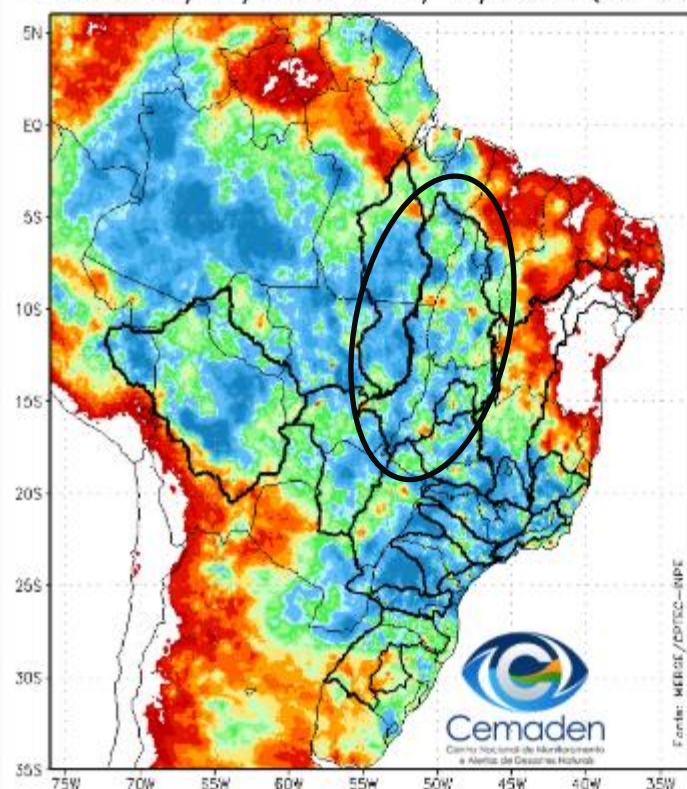 5N
EQ
5S
10S
15S
20S
25S
30S
35S
75W 70W 65W 60W 55W 50W 45W 40W 35W
Cemaden
Centro Nacional de Monitoramento
e Alertas de Desastres Naturais
Fonte: MERGE/CPTEC-INPE